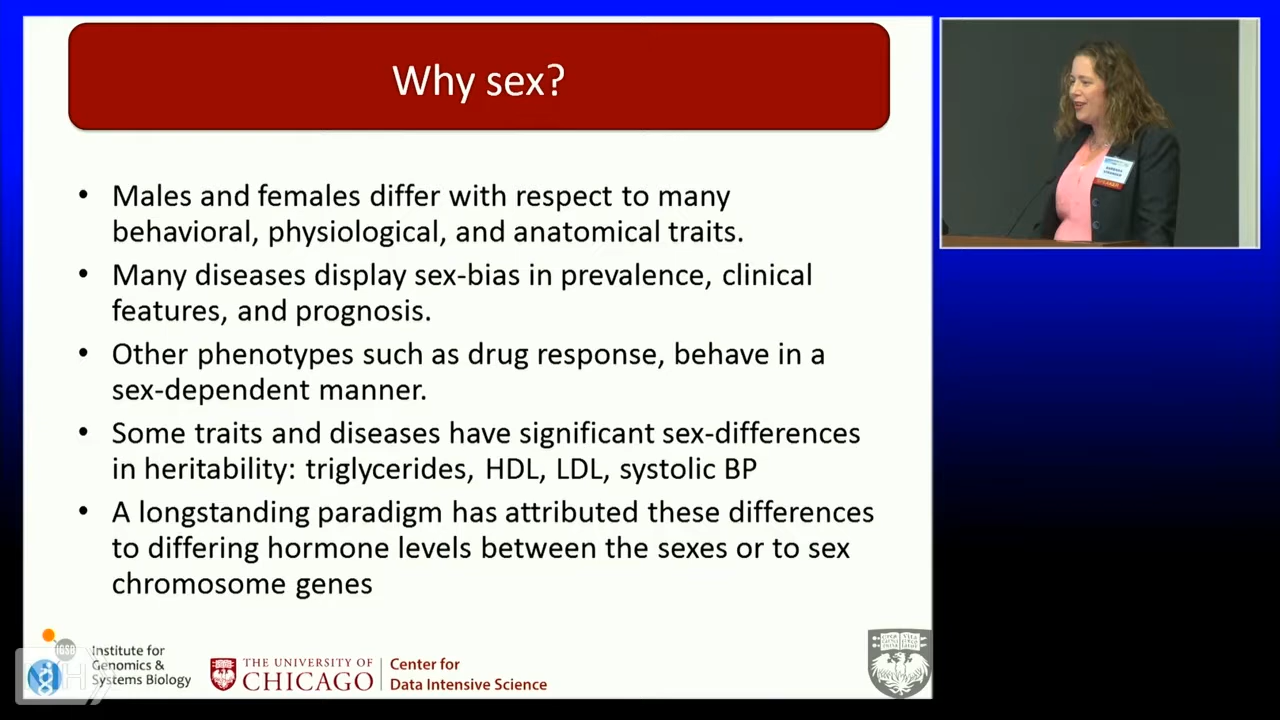 Why sex?
• Males and females differ with respect to many
behavioral, physiological, and anatomical traits.
• Many diseases display sex-bias in prevalence, clinical
features, and prognosis.
• Other phenotypes such as drug response, behave in a
sex-dependent manner.
• Some traits and diseases have significant sex-differences
in heritability: triglycerides, HDL, LDL, systolic BP
• A longstanding paradigm has attributed these differences
to differing hormone levels between the sexes or to sex
chromosome genes
IGSB
Institute for
Genomics &
Systems Biology
THE UNIVERSITY OF
CHICAGO
Center for
Data Intensive Science
SPEAKER